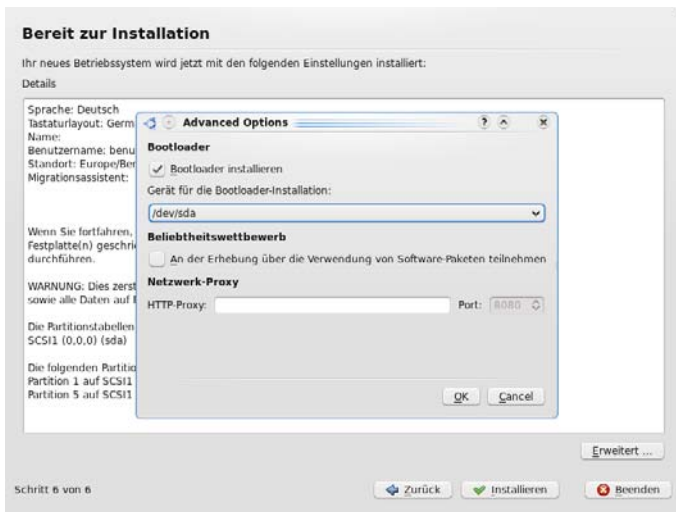 Bereit zur Installation
Ihr neues Betriebssystem wird jetzt mit den folgenden Einstellungen installiert:
Details
Sprache: Deutsch
Tastaturlayout: Germ
Name:
Benutzername: benu
Standort: Europe/Ber
Migrationsassistent:
Wenn Sie fortfahren,
Festplatte(n) geschri
durchführen.
WARNUNG: Dies zerst
sowie alle Daten auf
Die Partitionstabellen
SCSI1 (0,0,0) (sda)
Die folgenden Partitio
Partition 1 auf SCSI1
Partition 5 auf SCSI1
Advanced Options
Bootloader
Bootloader installieren
Gerät für die Bootloader-Installation:
/dev/sda
Beliebtheitswettbewerb
An der Erhebung über die Verwendung von Software-Paketen teilnehmen
Netzwerk-Proxy
HTTP-Proxy: Port: 8080
OK Cancel
Erweitert ...
Schritt 6 von 6 Zurück Installieren Beenden